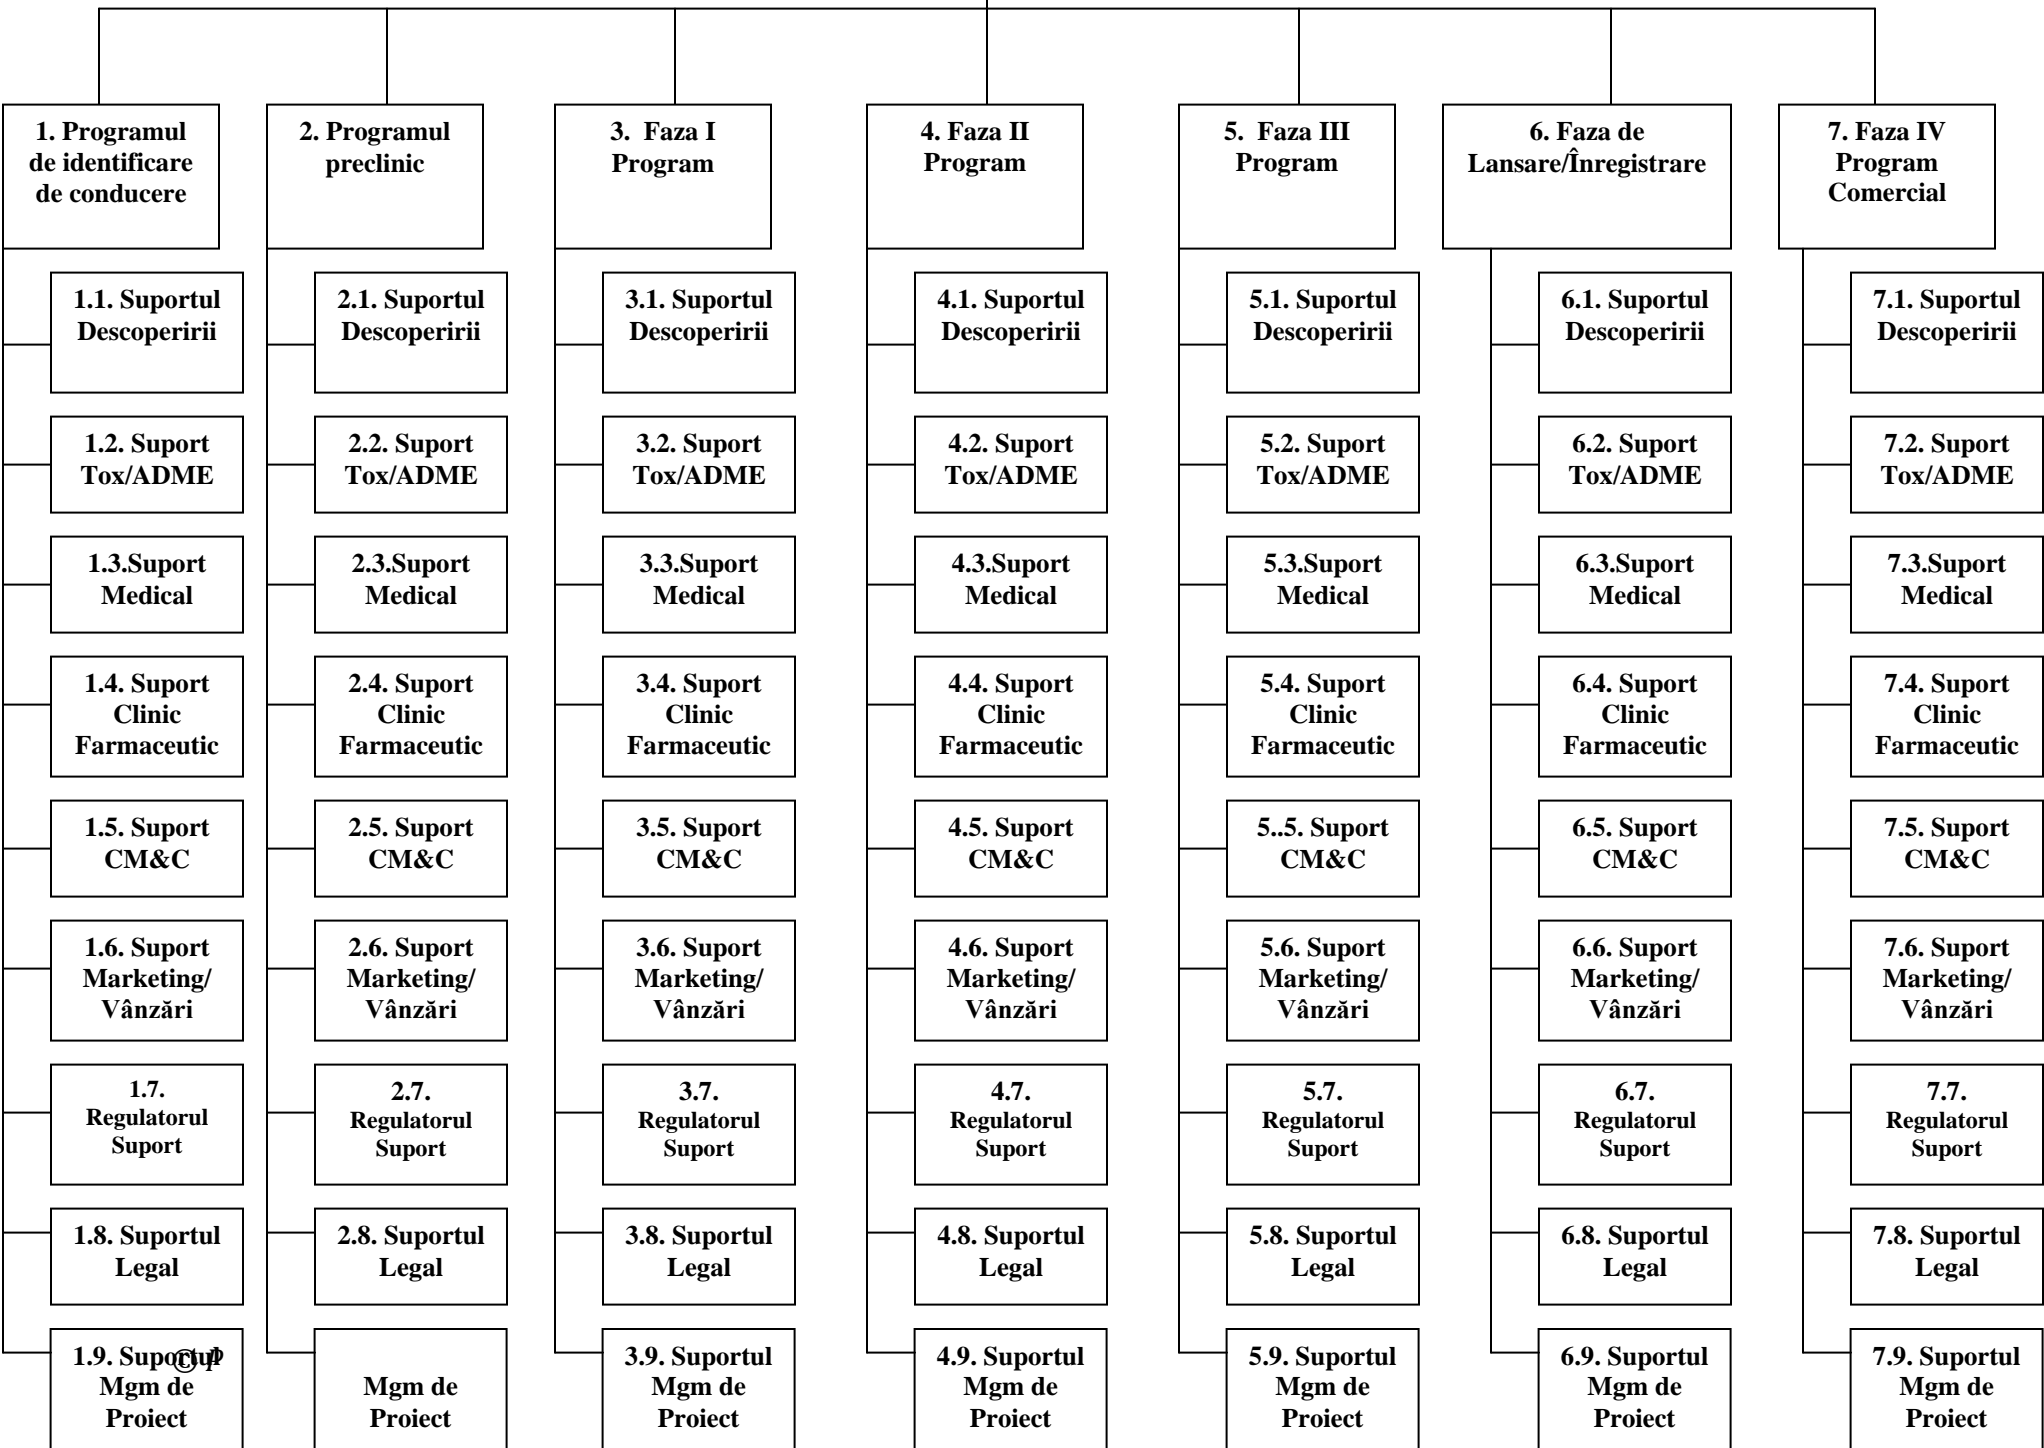 1. Programul
de identificare
de conducere
1.1. Suportul
Descoperirii
1.2. Suport
Tox/ADME
1.3.Suport
Medical
1.4. Suport
Clinic
Farmaceutic
1.5. Suport
CM&C
1.6. Suport
Marketing/
Vânzări
1.7.
Regulatorul
Suport
1.8. Suportul
Legal
1.9. Suportul
Mgm de
Proiect
2. Programul
preclinic
2.1. Suportul
Descoperirii
2.2. Suport
Tox/ADME
2.3.Suport
Medical
2.4. Suport
Clinic
Farmaceutic
2.5. Suport
CM&C
2.6. Suport
Marketing/
Vânzări
2.7.
Regulatorul
Suport
2.8. Suportul
Legal
Mgm de
Proiect
3. Faza I
Program
3.1. Suportul
Descoperirii
3.2. Suport
Tox/ADME
3.3.Suport
Medical
3.4. Suport
Clinic
Farmaceutic
3.5. Suport
CM&C
3.6. Suport
Marketing/
Vânzări
3.7.
Regulatorul
Suport
3.8. Suportul
Legal
3.9. Suportul
Mgm de
Proiect
4. Faza II
Program
4.1. Suportul
Descoperirii
4.2. Suport
Tox/ADME
4.3.Suport
Medical
4.4. Suport
Clinic
Farmaceutic
4.5. Suport
CM&C
4.6. Suport
Marketing/
Vânzări
4.7.
Regulatorul
Suport
4.8. Suportul
Legal
4.9. Suportul
Mgm de
Proiect
5. Faza III
Program
5.1. Suportul
Descoperirii
5.2. Suport
Tox/ADME
5.3.Suport
Medical
5.4. Suport
Clinic
Farmaceutic
5..5. Suport
CM&C
5.6. Suport
Marketing/
Vânzări
5.7.
Regulatorul
Suport
5.8. Suportul
Legal
5.9. Suportul
Mgm de
Proiect
6. Faza de
Lansare/Înregistrare
6.1. Suportul
Descoperirii
6.2. Suport
Tox/ADME
6.3.Suport
Medical
6.4. Suport
Clinic
Farmaceutic
6.5. Suport
CM&C
6.6. Suport
Marketing/
Vânzări
6.7.
Regulatorul
Suport
6.8. Suportul
Legal
6.9. Suportul
Mgm de
Proiect
7. Faza IV
Program
Comercial
7.1. Suportul
Descoperirii
7.2. Suport
Tox/ADME
7.3.Suport
Medical
7.4. Suport
Clinic
Farmaceutic
7.5. Suport
CM&C
7.6. Suport
Marketing/
Vânzări
7.7.
Regulatorul
Suport
7.8. Suportul
Legal
7.9. Suportul
Mgm de
Proiect